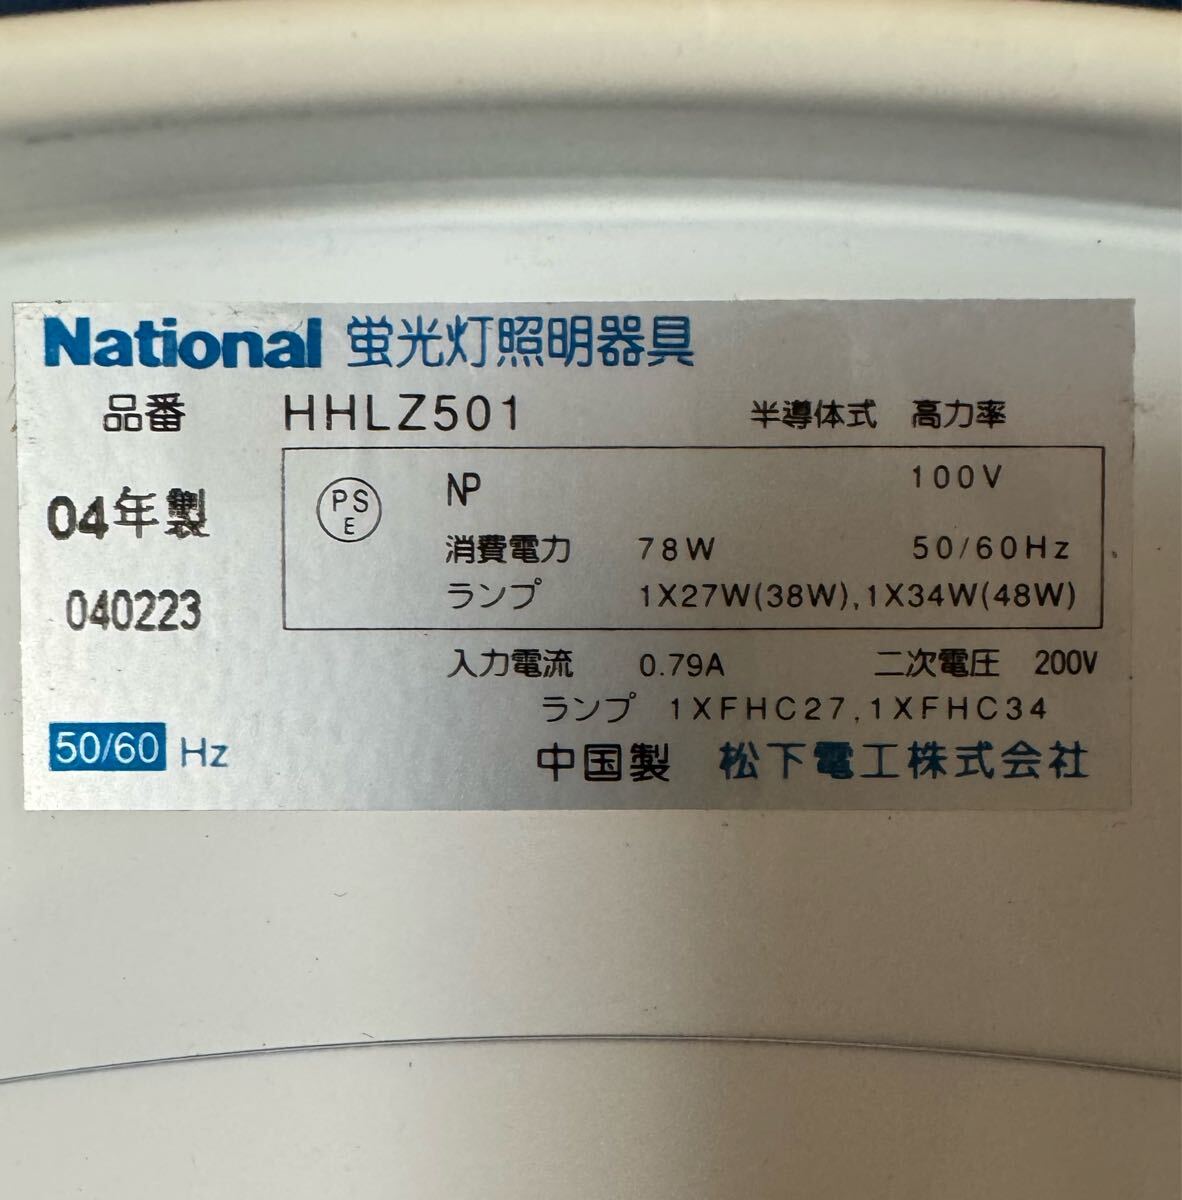 National 蛍光灯照明器具
品番 HHLZ501 半導体式 高力率
04年製
040223
PS
E
NP 100V
消費電力 78W 50/60Hz
ランプ 1X27W(38W),1X34W(48W)
入力電流 0.79A 二次電圧 200V
ランプ 1XFHC27,1XFHC34
50/60 Hz
中国製 松下電工株式会社